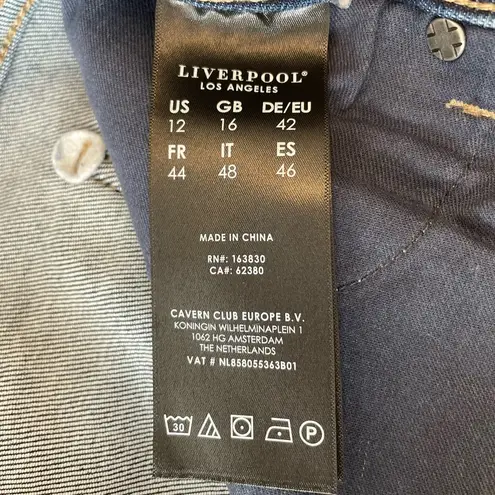 LIVERPOOL®
LOS ANGELES
US GB DE/EU
12 16 42
FR IT ES
44 48 46
MADE IN CHINA
RN#: 163830
CA#: 62380
CAVERN CLUB EUROPE B.V.
KONINGIN WILHELMINAPLEIN 1
1062 HG AMSTERDAM
THE NETHERLANDS
VAT # NL858055363B01
30 P